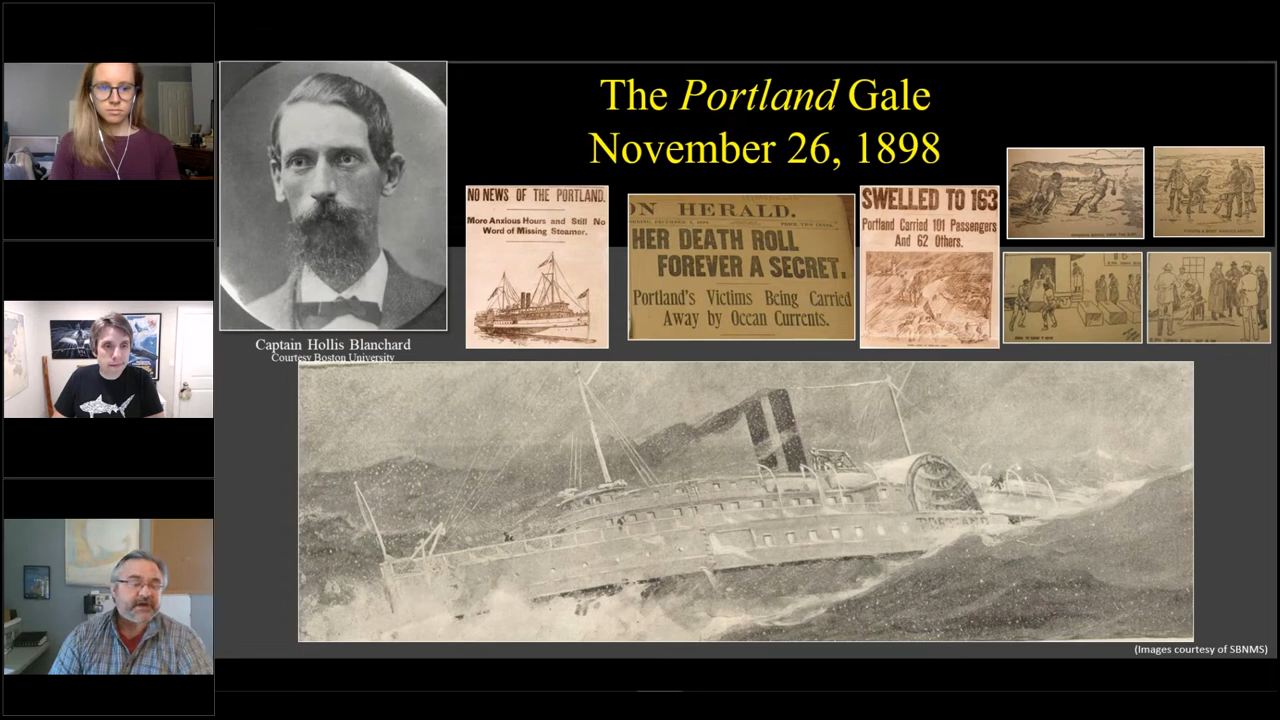 The Portland Gale
November 26, 1898
Captain Hollis Blanchard
Courtesy Boston University
NO NEWS OF THE PORTLAND.
More Anxious Hours and Still No
Word of Missing Steamer.
ON HERALD.
HER DEATH ROLL
FOREVER A SECRET.
Portland's Victims Being Carried
Away by Ocean Currents.
SWELLED TO 163
Portland Carried 101 Passengers
And 62 Others.
(Images courtesy of SBNMS)